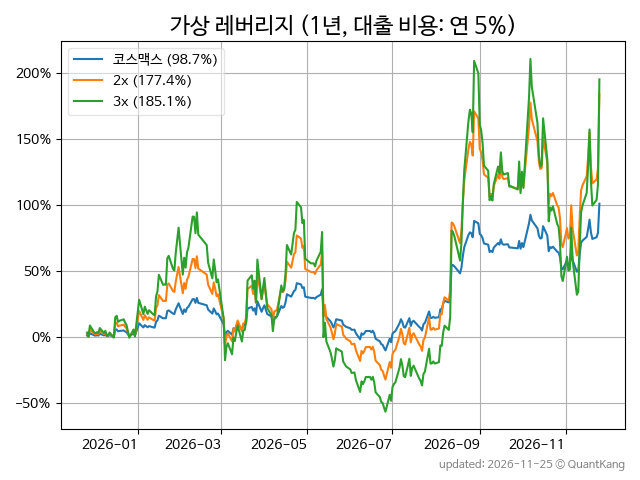 가상 레버리지 (1년, 대출 비용: 연 5%)
코스맥스 (98.7%)
2x (177.4%)
3x (185.1%)
200%
150%
100%
50%
0%
−50%
2026-01 2026-03 2026-05 2026-07 2026-09 2026-11
updated: 2026-11-25 © QuantKang